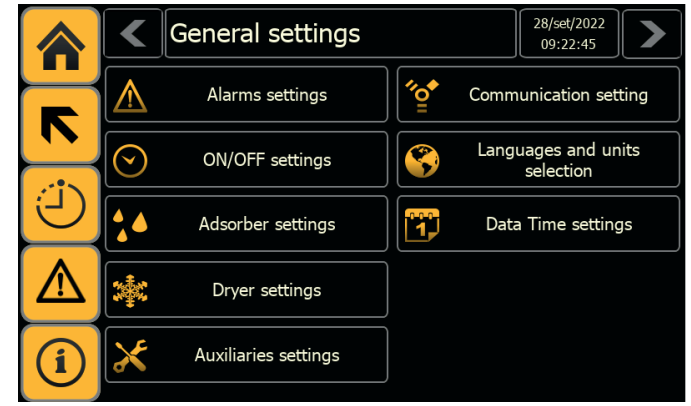 General settings
28/set/2022
09:22:45
Alarms settings
Communication setting
ON/OFF settings
Languages and units
selection
Adsorber settings
1
Data Time settings
Dryer settings
Auxiliaries settings
i